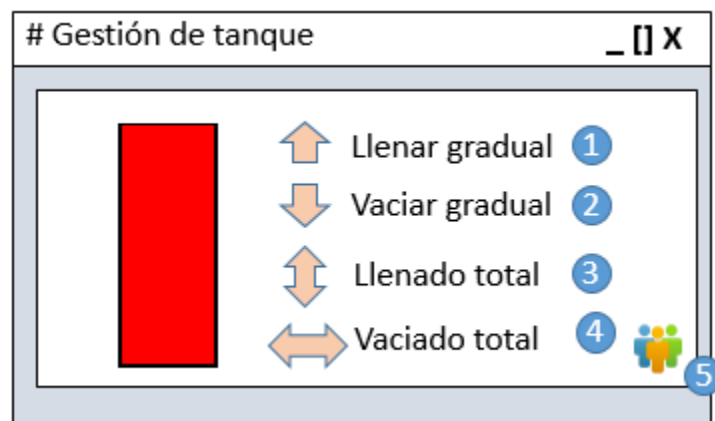 # Gestión de tanque _ [] X
Llenar gradual 1
Vaciar gradual 2
Llenado total 3
Vaciado total 4
5